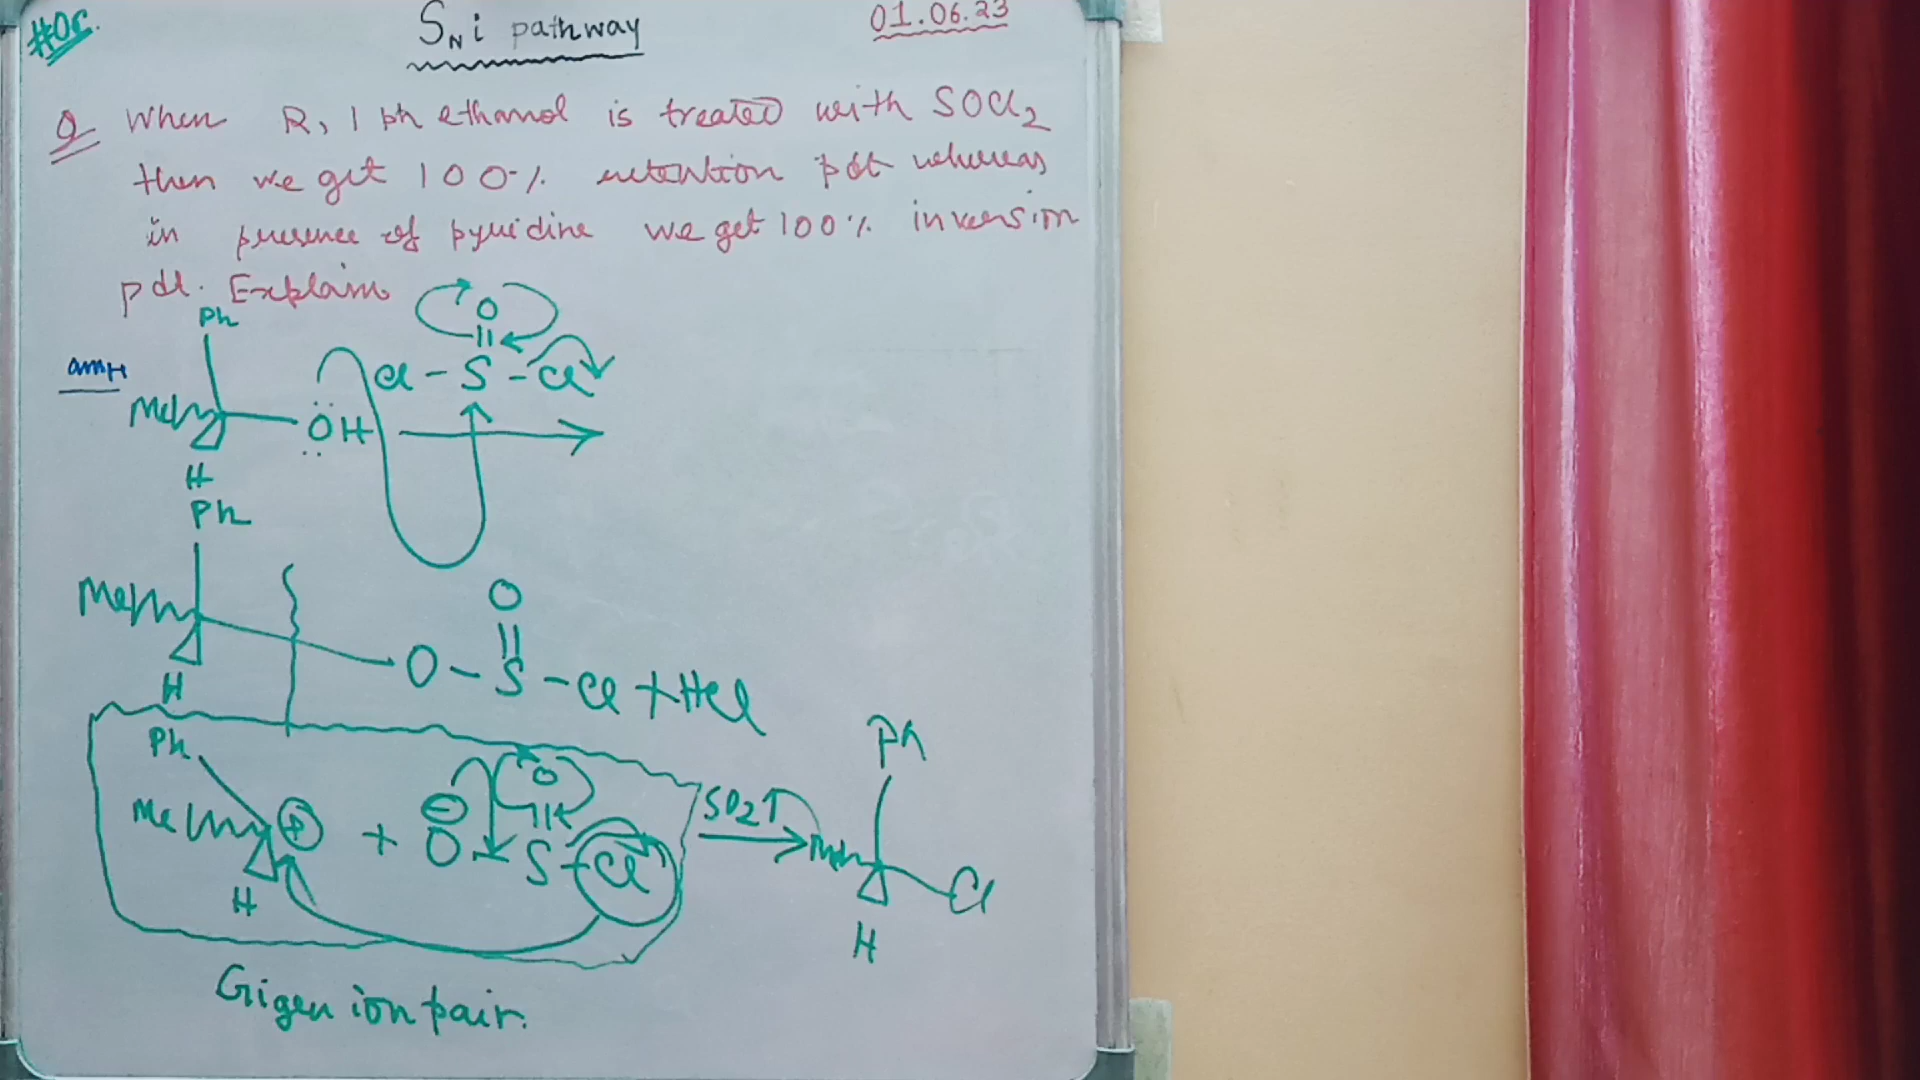 #OC.
SNi pathway
01.06.23
Q When R, 1 ph ethanol is treated with SOCl2
then we get 100% retention pdt whereas
in presence of pyridine we get 100% inversion
pdt. Explain
Ph
O
ans
H
Cl - S - Cl
Me
OH
H
Ph
Me
O
O - S - Cl + HCl
H
Ph
Ph
O
Me ⊕ + ⊖ O S - Cl
SO2↑
Me
Cl
H
H
Gigen ion pair.